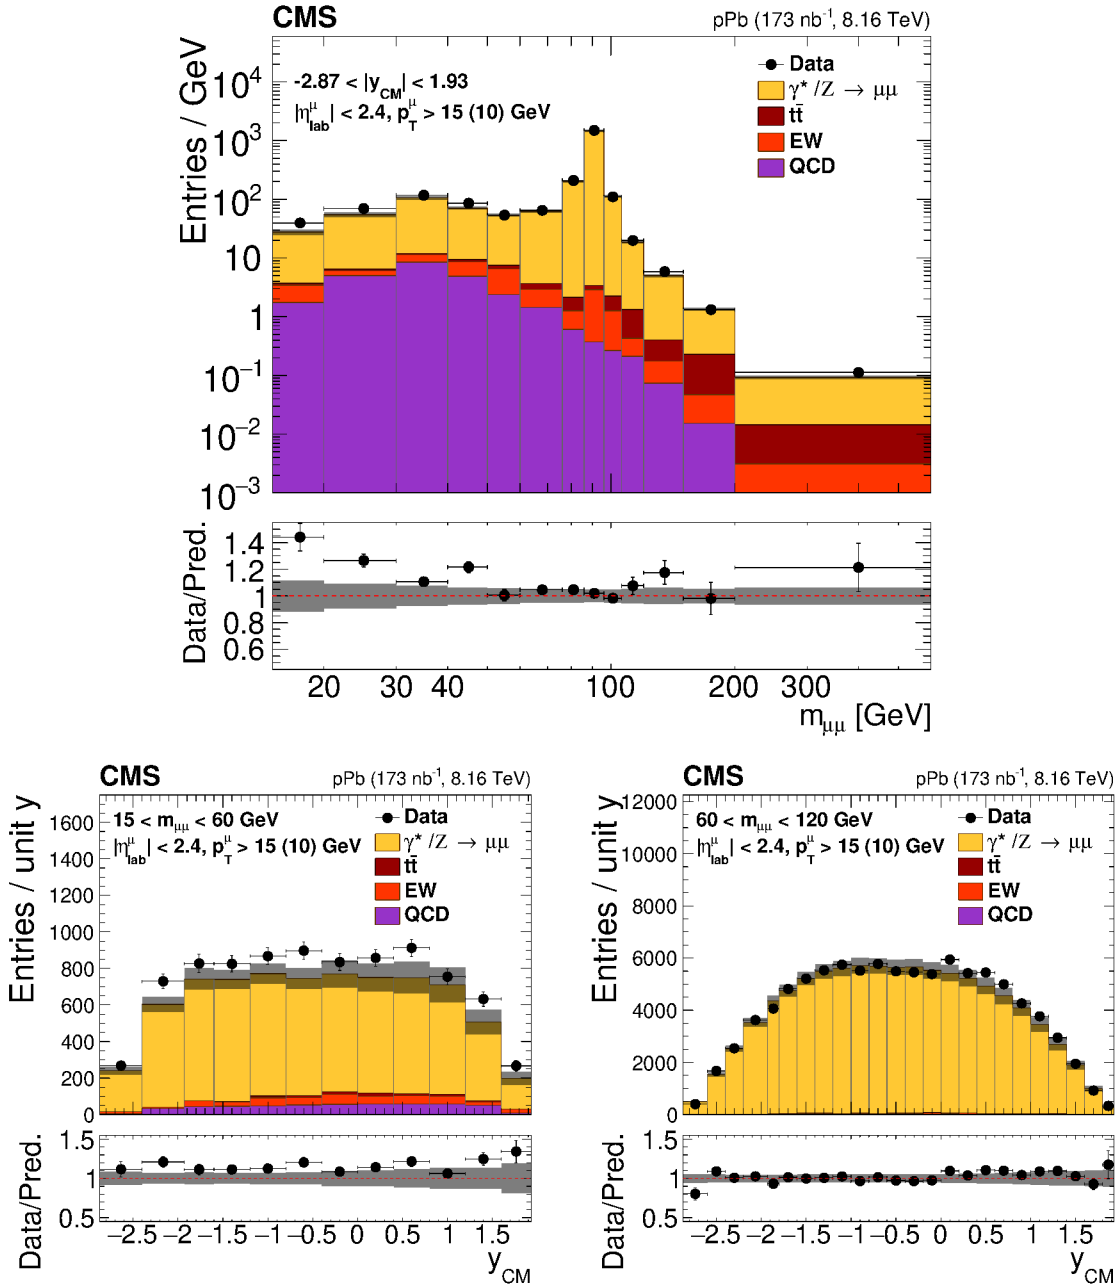 CMS
pPb (173 nb⁻¹, 8.16 TeV)
Entries / GeV
10⁴
10³
10²
10
1
10⁻¹
10⁻²
10⁻³
-2.87 < |y_CM| < 1.93
|η^μ_lab| < 2.4, p^μ_T > 15 (10) GeV
Data
γ* /Z → μμ
tt̄
EW
QCD
Data/Pred.
1.4
1.2
1
0.8
0.6
20 30 40 100 200 300
m_μμ [GeV]
CMS
pPb (173 nb⁻¹, 8.16 TeV)
Entries / unit y
1600
1400
1200
1000
800
600
400
200
0
15 < m_μμ < 60 GeV
|η^μ_lab| < 2.4, p^μ_T > 15 (10) GeV
Data
γ* /Z → μμ
tt̄
EW
QCD
Data/Pred.
1.5
1
0.5
−2.5 −2 −1.5 −1 −0.5 0 0.5 1 1.5
y_CM
CMS
pPb (173 nb⁻¹, 8.16 TeV)
Entries / unit y
12000
10000
8000
6000
4000
2000
0
60 < m_μμ < 120 GeV
|η^μ_lab| < 2.4, p^μ_T > 15 (10) GeV
Data
γ* /Z → μμ
tt̄
EW
QCD
Data/Pred.
1.5
1
0.5
−2.5 −2 −1.5 −1 −0.5 0 0.5 1 1.5
y_CM